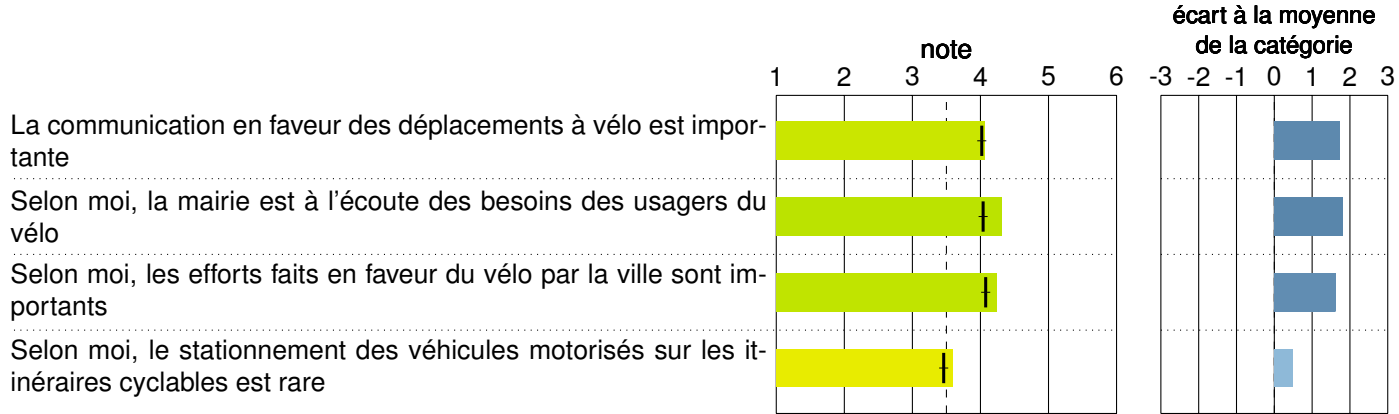 écart à la moyenne
de la catégorie
note
1 2 3 4 5 6
-3 -2 -1 0 1 2 3
La communication en faveur des déplacements à vélo est impor-
tante
Selon moi, la mairie est à l'écoute des besoins des usagers du
vélo
Selon moi, les efforts faits en faveur du vélo par la ville sont im-
portants
Selon moi, le stationnement des véhicules motorisés sur les it-
inéraires cyclables est rare